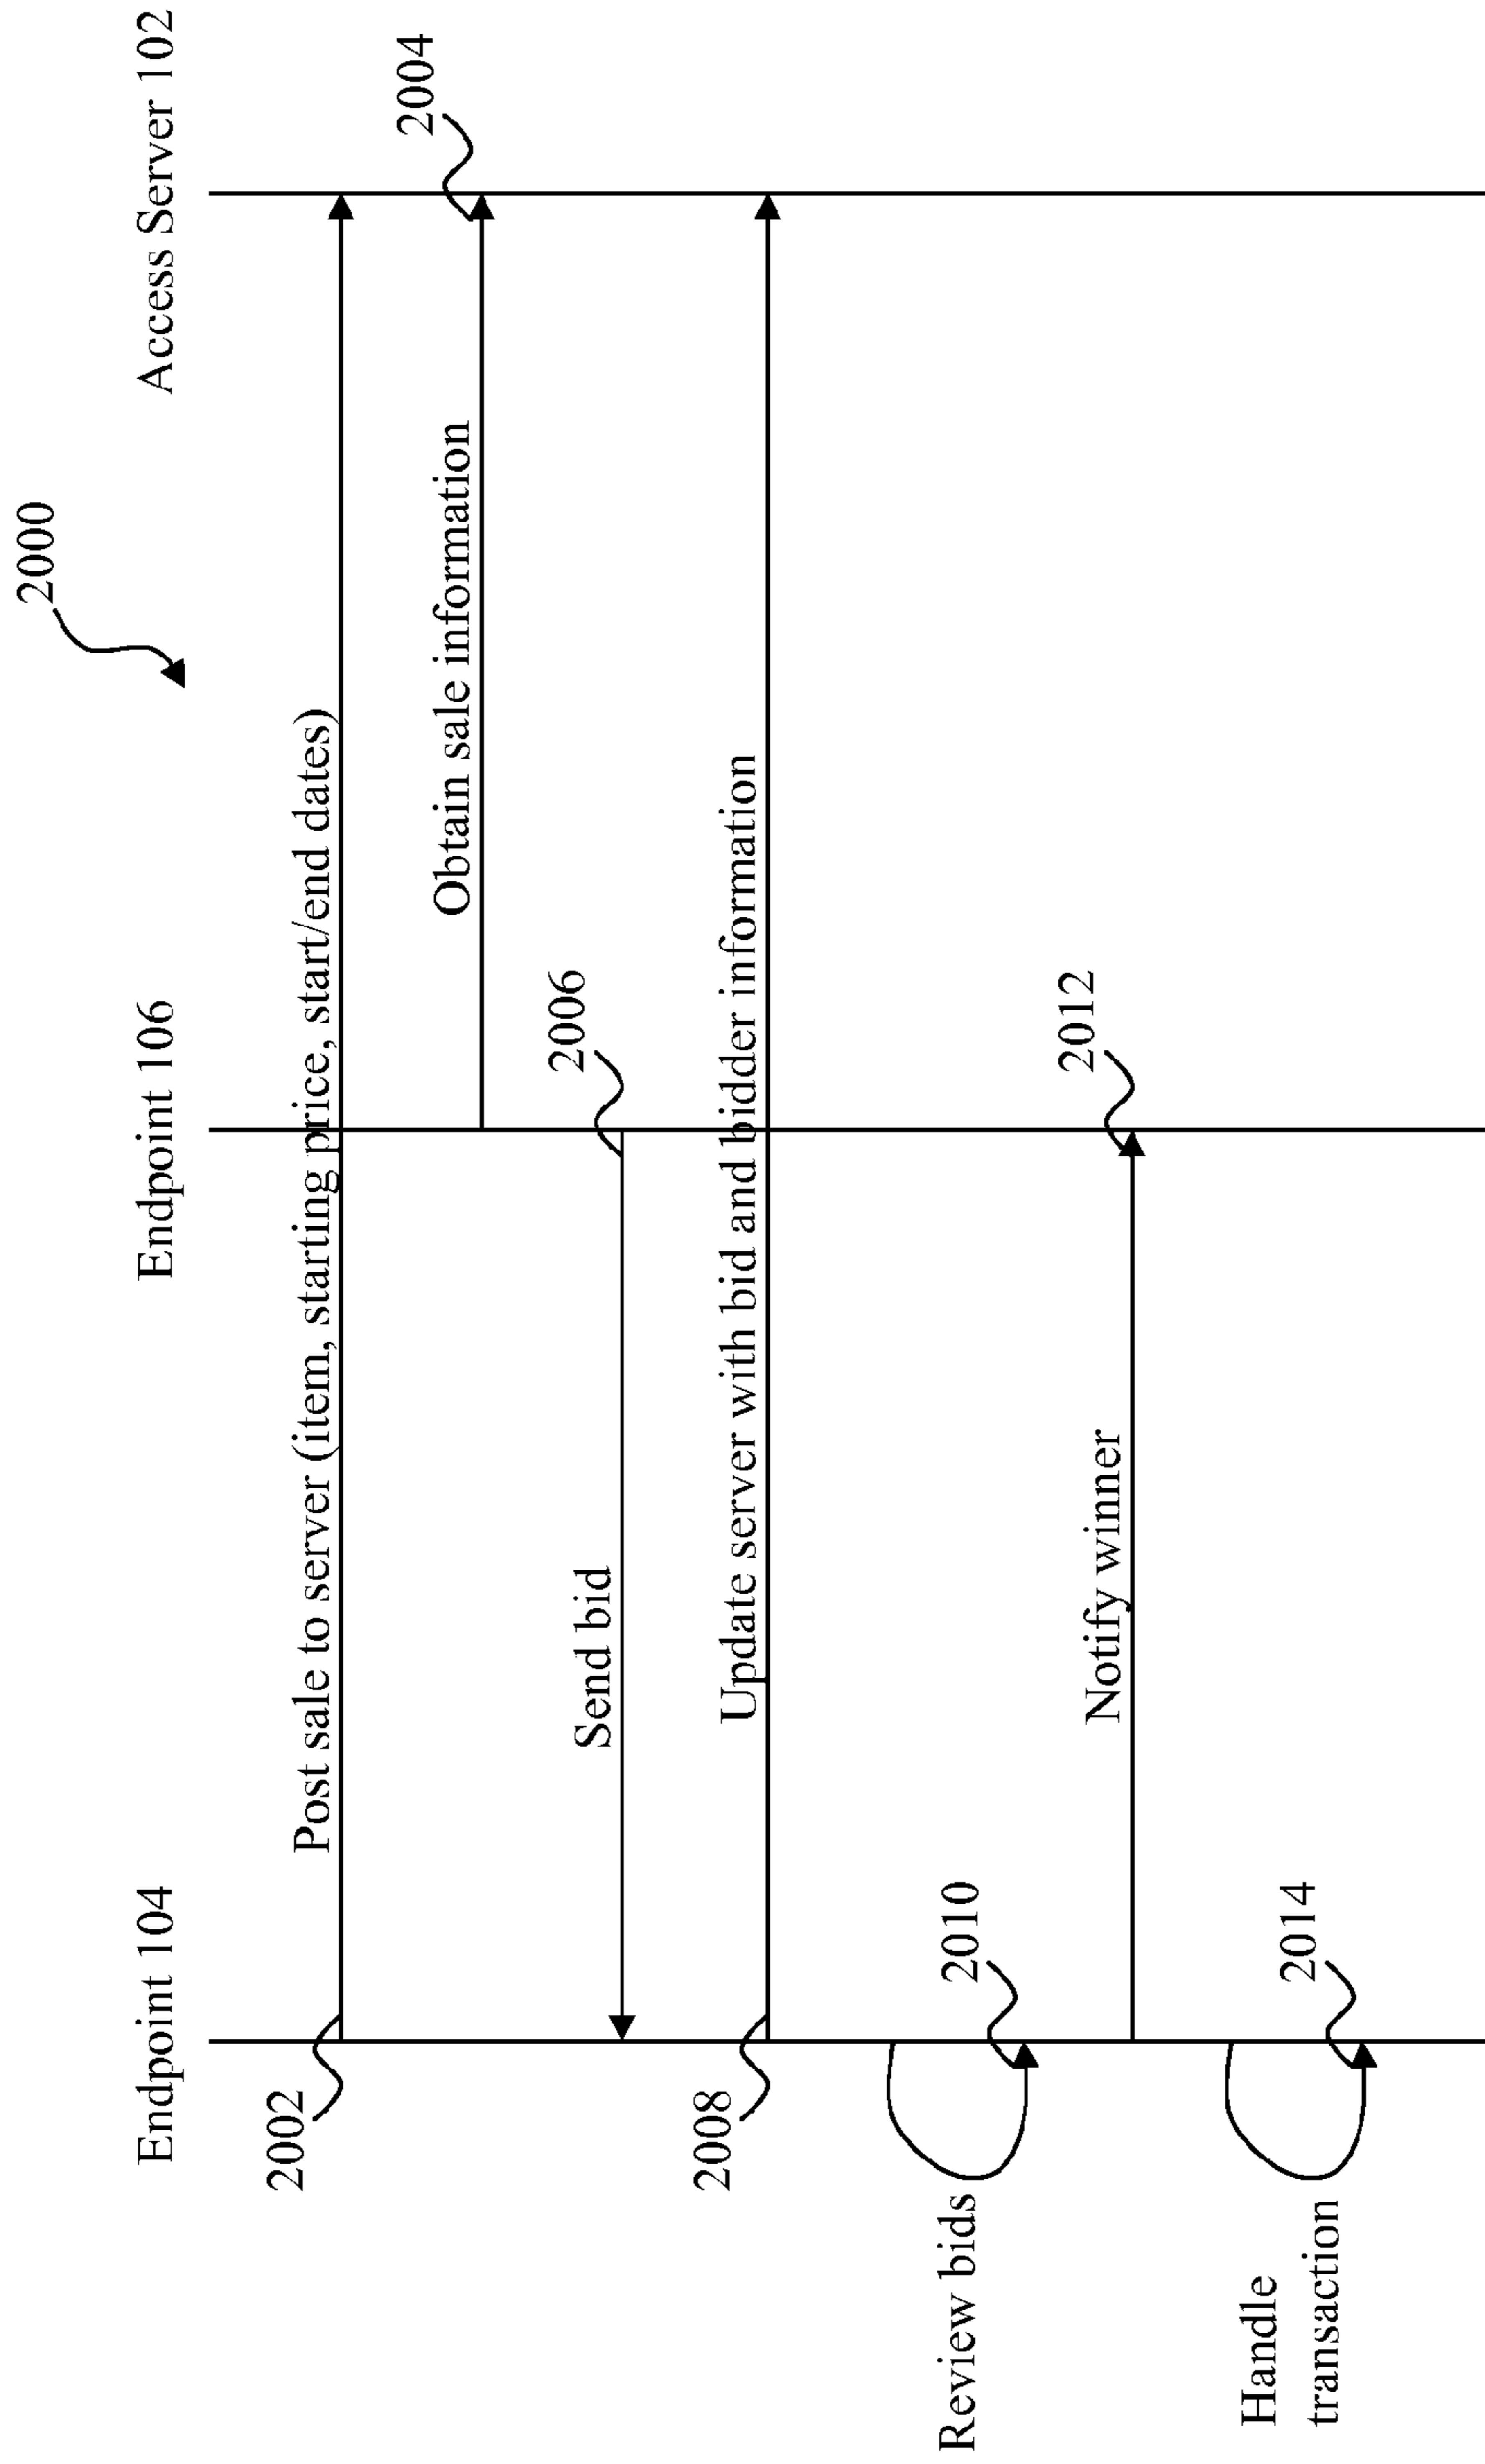 2000
Endpoint 104
Endpoint 106
Access Server 102
2002
Post sale to server (item, starting price, start/end dates)
2004
Obtain sale information
2006
Send bid
2008
Update server with bid and bidder information
2010
Review bids
2012
Notify winner
2014
Handle
transaction